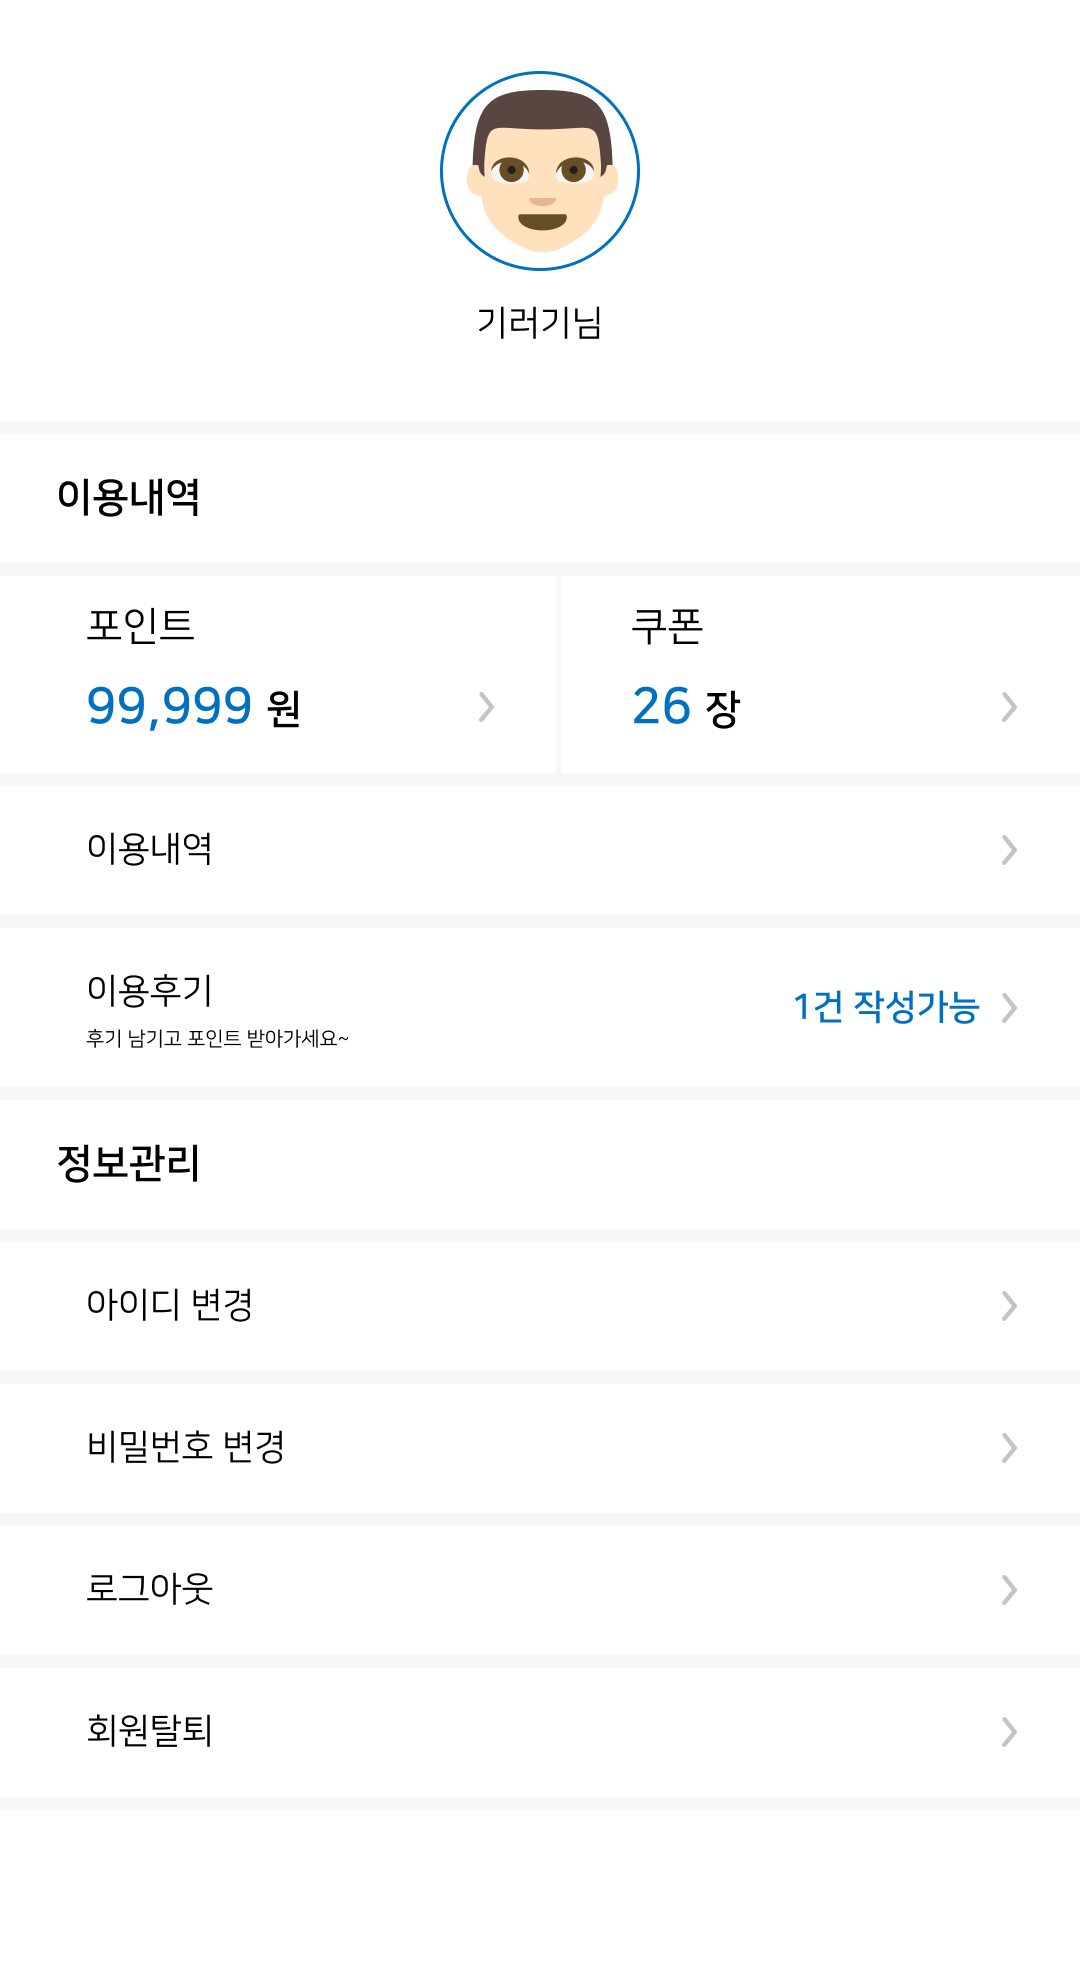 기러기님
이용내역
포인트
99,999 원
쿠폰
26 장
이용내역
이용후기
후기 남기고 포인트 받아가세요~
1건 작성가능
정보관리
아이디 변경
비밀번호 변경
로그아웃
회원탈퇴